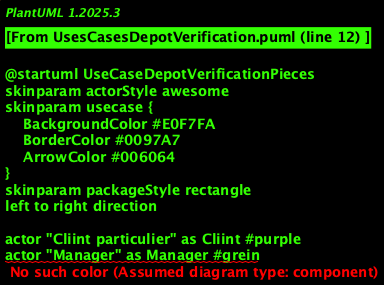 PlantUML 1.2025.3
[From UsesCasesDepotVerification.puml (line 12) ]
@startuml UseCaseDepotVerificationPieces
skinparam actorStyle awesome
skinparam usecase {
BackgroundColor #E0F7FA
BorderColor #0097A7
ArrowColor #006064
}
skinparam packageStyle rectangle
left to right direction
actor "Cliint particulier" as Cliint #purple
actor "Manager" as Manager #grein
No such color (Assumed diagram type: component)